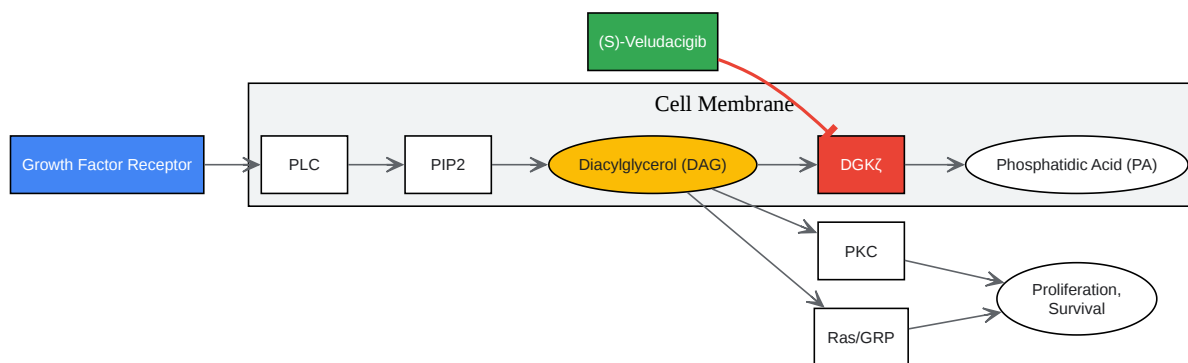 (S)-Veludacigib
Cell Membrane
Growth Factor Receptor
PLC
PIP2
Diacylglycerol (DAG)
DGKζ
Phosphatidic Acid (PA)
PKC
Proliferation,
Survival
Ras/GRP